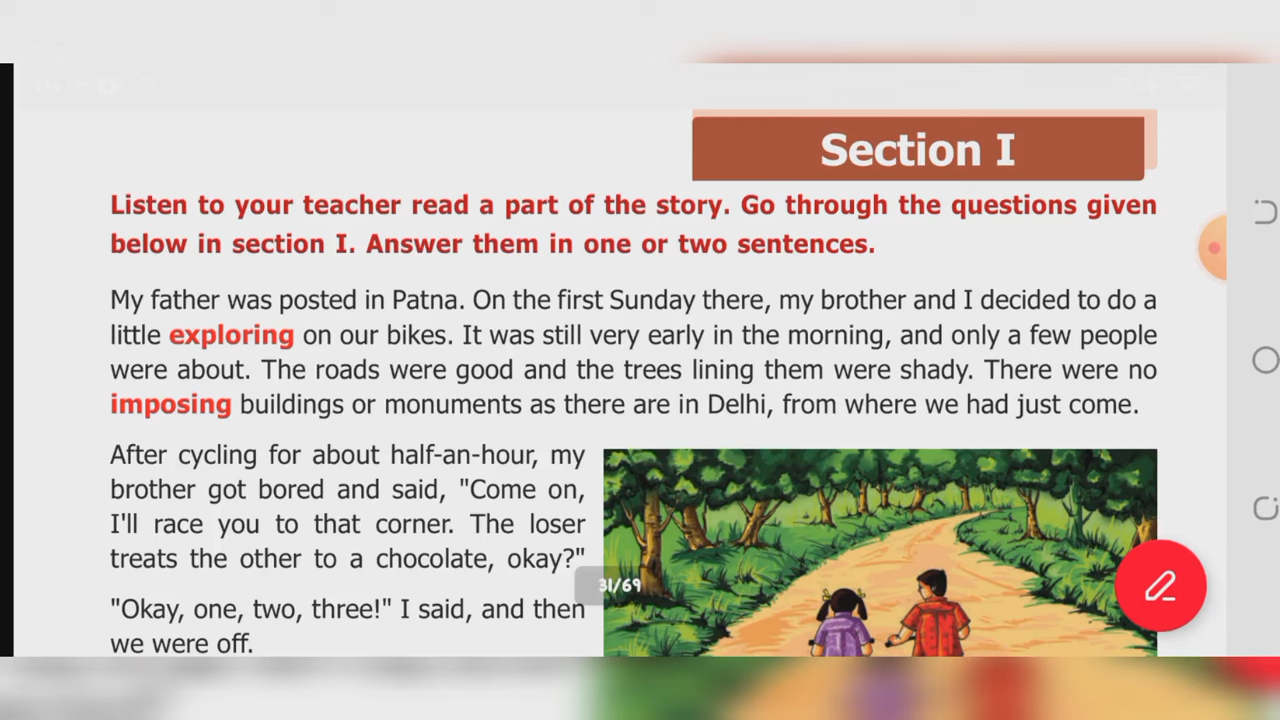 Section I
Listen to your teacher read a part of the story. Go through the questions given
below in section I. Answer them in one or two sentences.
My father was posted in Patna. On the first Sunday there, my brother and I decided to do a
little exploring on our bikes. It was still very early in the morning, and only a few people
were about. The roads were good and the trees lining them were shady. There were no
imposing buildings or monuments as there are in Delhi, from where we had just come.
After cycling for about half-an-hour, my
brother got bored and said, "Come on,
I'll race you to that corner. The loser
treats the other to a chocolate, okay?"
31/69
"Okay, one, two, three!" I said, and then
we were off.